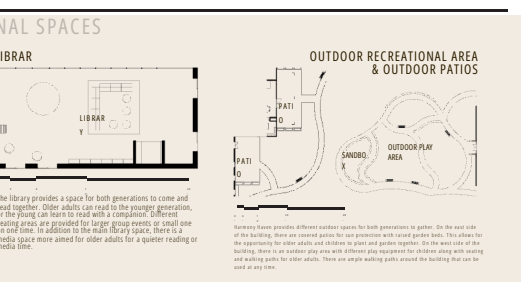 NAL SPACES
IBRAR
LIBRAR
Y
he library provides a space for both generations to come and
ead together. Older adults can read to the younger generation,
r the young can learn to read with a companion. Different
eating areas are provided for larger group events or small one
on one time. In addition to the main library space, there is a
media space more aimed for older adults for a quieter reading or
media time.
OUTDOOR RECREATIONAL AREA
& OUTDOOR PATIOS
PATI
O
PATI
O
SANDBO
X
OUTDOOR PLAY
AREA
Harmony Haven provides different outdoor spaces for both generations to gather. On the east side
of the building, there are covered patios for sun protection with raised garden beds. This allows for
the opportunity for older adults and children to plant and garden together. On the west side of the
building, there is an outdoor play area with different play equipment for children along with seating
and walking paths for older adults. There are ample walking paths around the building that can be
used at any time.